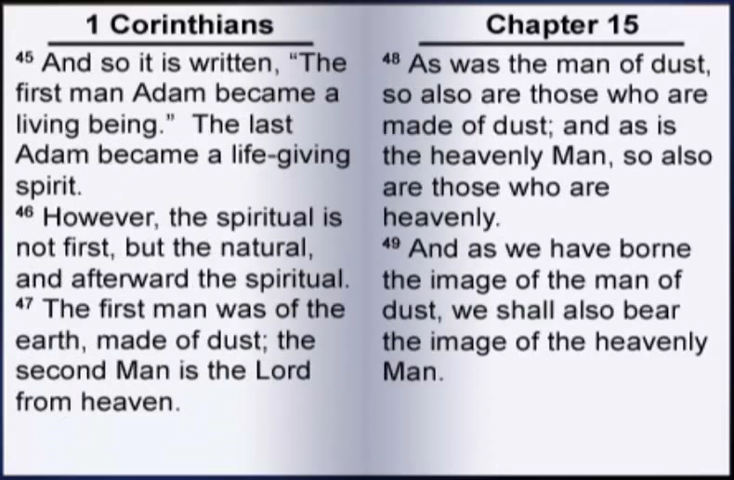 1 Corinthians
⁴⁵ And so it is written, “The
first man Adam became a
living being.”  The last
Adam became a life-giving
spirit.
⁴⁶ However, the spiritual is
not first, but the natural,
and afterward the spiritual.
⁴⁷ The first man was of the
earth, made of dust; the
second Man is the Lord
from heaven.
Chapter 15
⁴⁸ As was the man of dust,
so also are those who are
made of dust; and as is
the heavenly Man, so also
are those who are
heavenly.
⁴⁹ And as we have borne
the image of the man of
dust, we shall also bear
the image of the heavenly
Man.